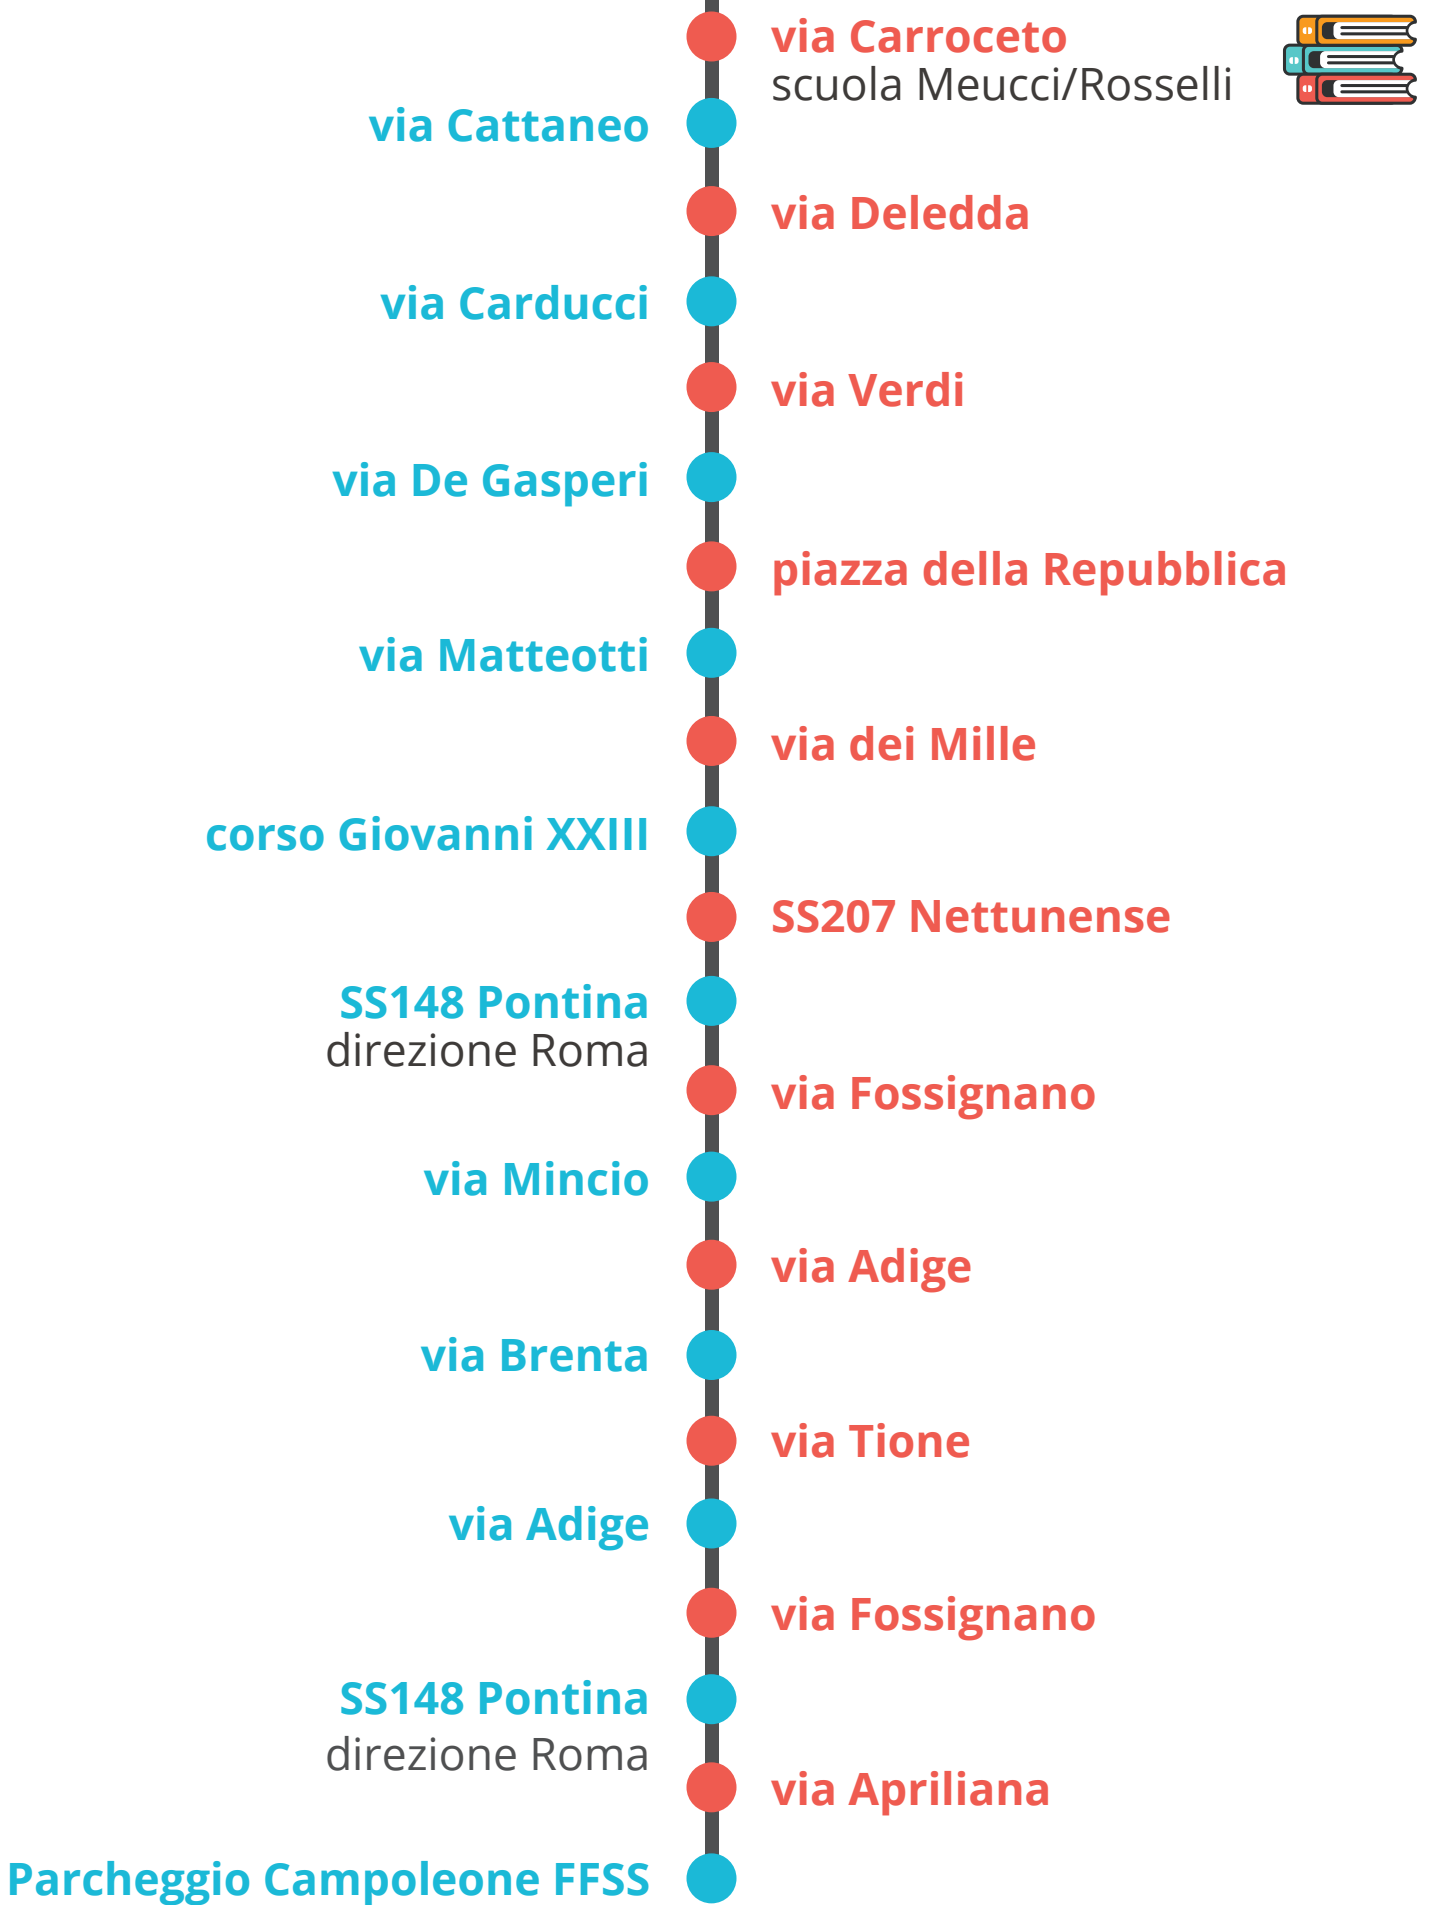 via Carroceto
scuola Meucci/Rosselli
via Cattaneo
via Deledda
via Carducci
via Verdi
via De Gasperi
piazza della Repubblica
via Matteotti
via dei Mille
corso Giovanni XXIII
SS207 Nettunense
SS148 Pontina
direzione Roma
via Fossignano
via Mincio
via Adige
via Brenta
via Tione
via Adige
via Fossignano
SS148 Pontina
direzione Roma
via Apriliana
Parcheggio Campoleone FFSS